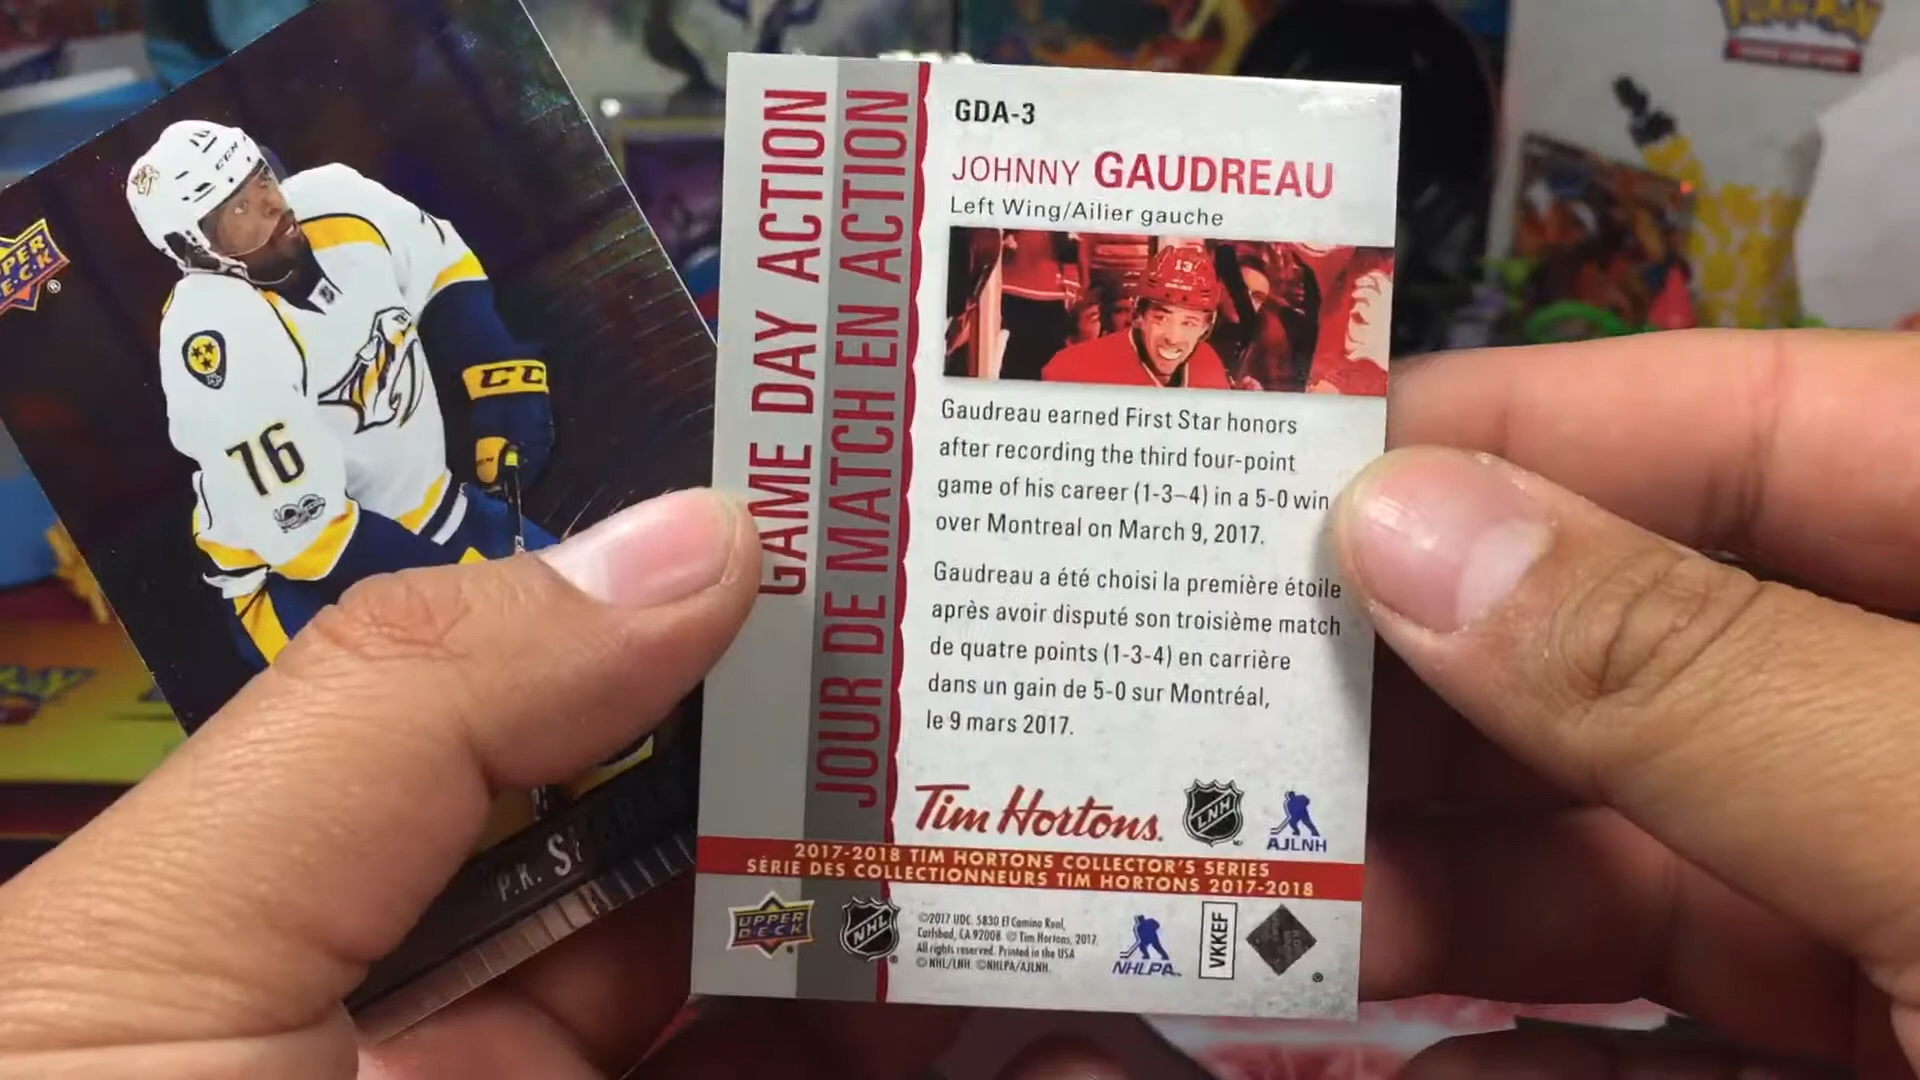 POKÉMON
UPPER
DECK
CCM
76
P.K.
GAME DAY ACTION
JOUR DE MATCH EN ACTION
GDA-3
JOHNNY GAUDREAU
Left Wing/Ailier gauche
13
Gaudreau earned First Star honors
after recording the third four-point
game of his career (1-3–4) in a 5-0 win
over Montreal on March 9, 2017.
Gaudreau a été choisi la première étoile
après avoir disputé son troisième match
de quatre points (1-3-4) en carrière
dans un gain de 5-0 sur Montréal,
le 9 mars 2017.
Tim Hortons.
LNH
AJLNH
2017-2018 TIM HORTONS COLLECTOR'S SERIES
SÉRIE DES COLLECTIONNEURS TIM HORTONS 2017-2018
UPPER
DECK
NHL
©2017 UDC. 5830 El Camino Real,
Carlsbad, CA 92008. © Tim Hortons, 2017.
All rights reserved. Printed in the USA
© NHL/LNH. ©NHLPA/AJLNH.
NHLPA
VKKEF